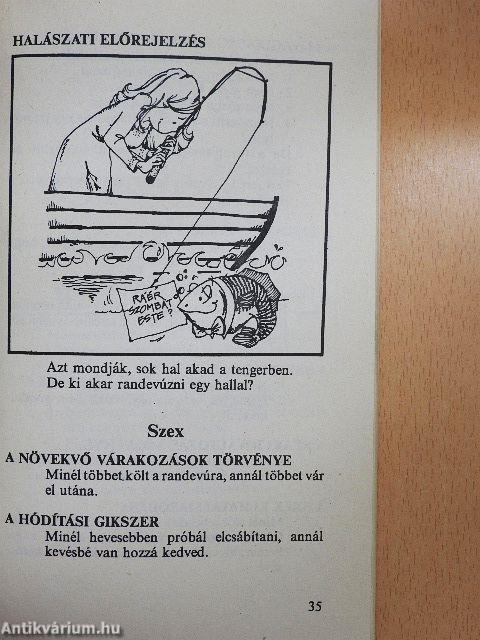 HALÁSZATI ELŐREJELZÉS
RÁÉR
SZOMBAT
ESTE?
Azt mondják, sok hal akad a tengerben.
De ki akar randevúzni egy hallal?
Szex
A NÖVEKVŐ VÁRAKOZÁSOK TÖRVÉNYE
Minél többet költ a randevúra, annál többet vár
el utána.
A HÓDÍTÁSI GIKSZER
Minél hevesebben próbál elcsábítani, annál
kevésbé van hozzá kedved.
35
Antikvárium.hu